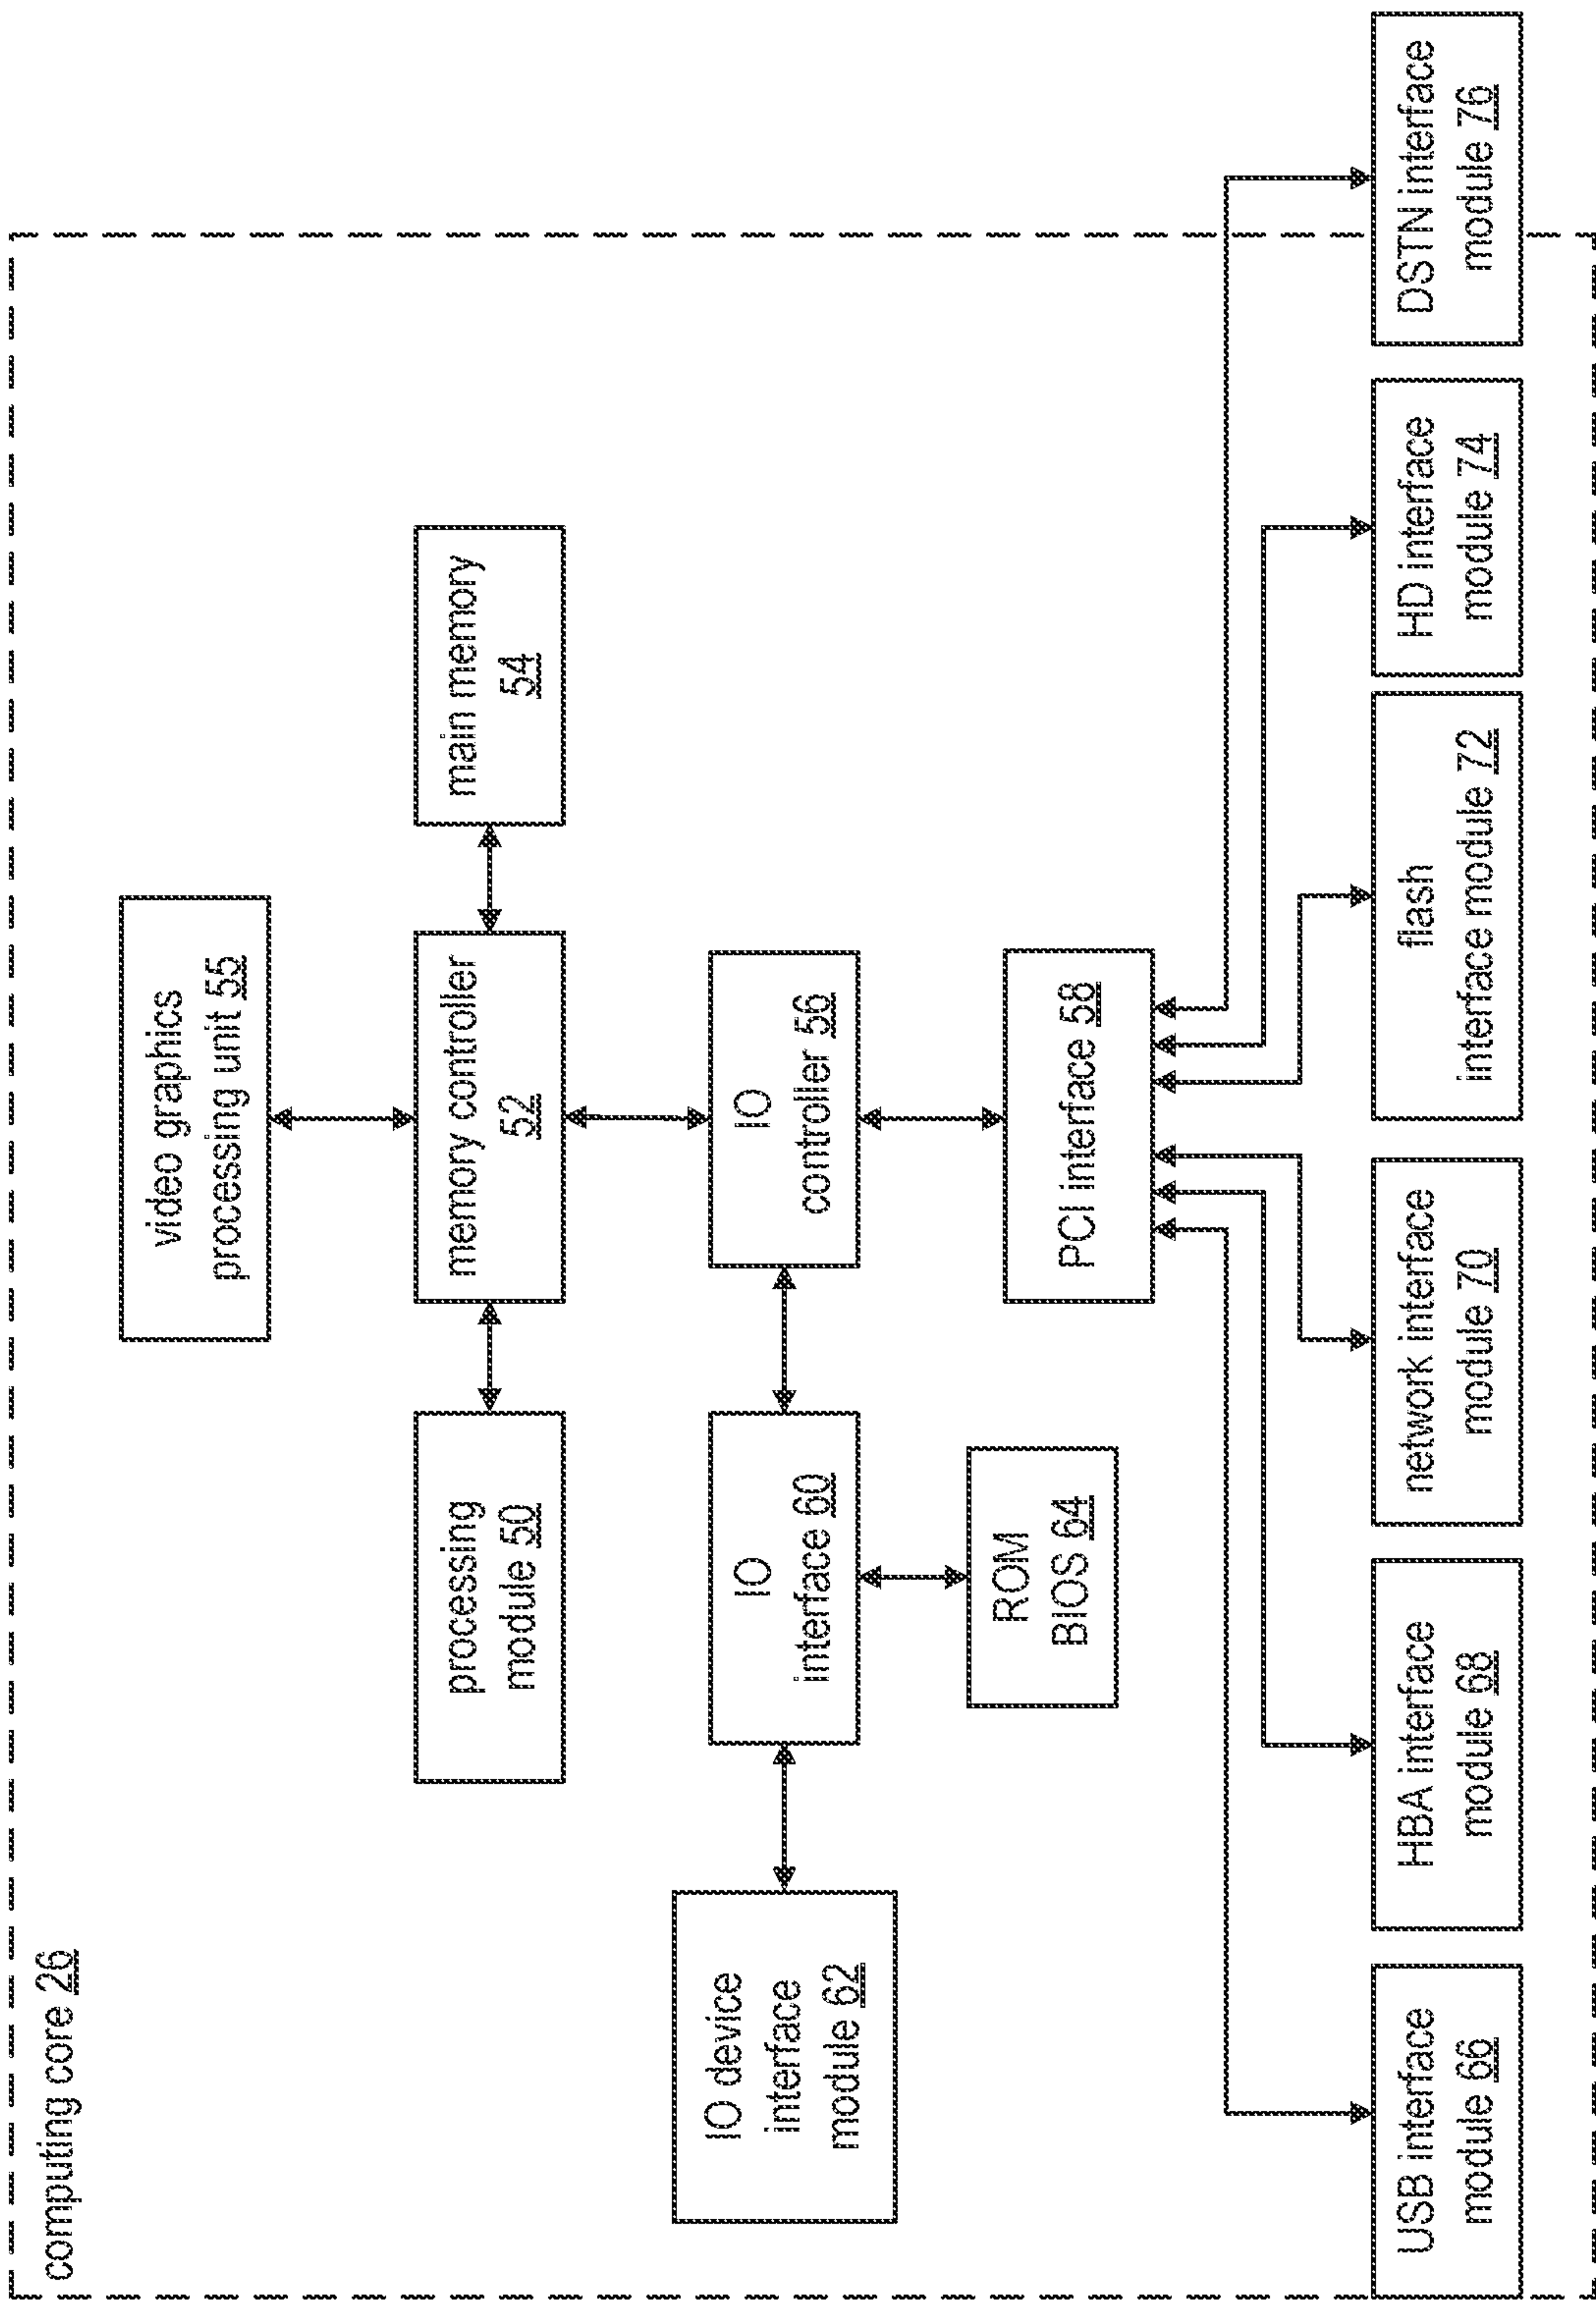 computing core 26
video graphics
processing unit 55
processing
module 50
memory controller
52
main memory
54
IO device
interface
module 62
IO
interface 60
IO
controller 56
ROM
BIOS 64
PCI interface 58
USB interface
module 66
HBA interface
module 68
network interface
module 70
flash
interface module 72
HD interface
module 74
DSTN interface
module 76